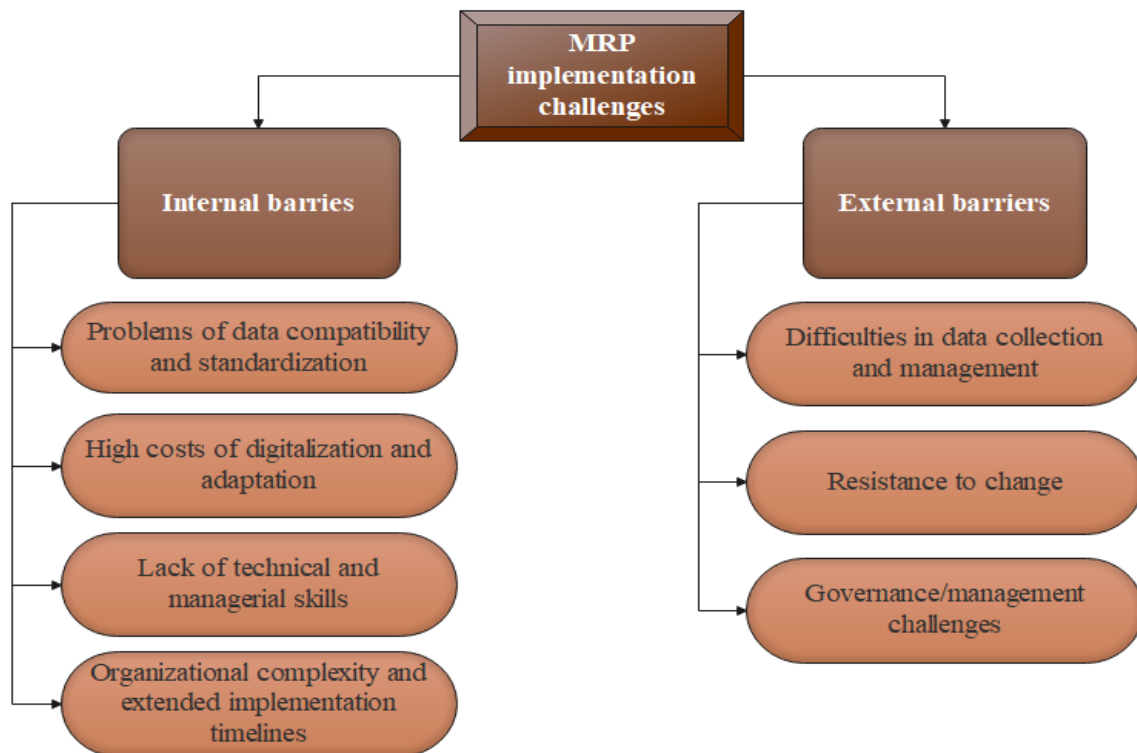 MRP
implementation
challenges
Internal barries
External barriers
Problems of data compatibility
and standardization
High costs of digitalization and
adaptation
Lack of technical and
managerial skills
Organizational complexity and
extended implementation
timelines
Difficulties in data collection
and management
Resistance to change
Governance/management
challenges